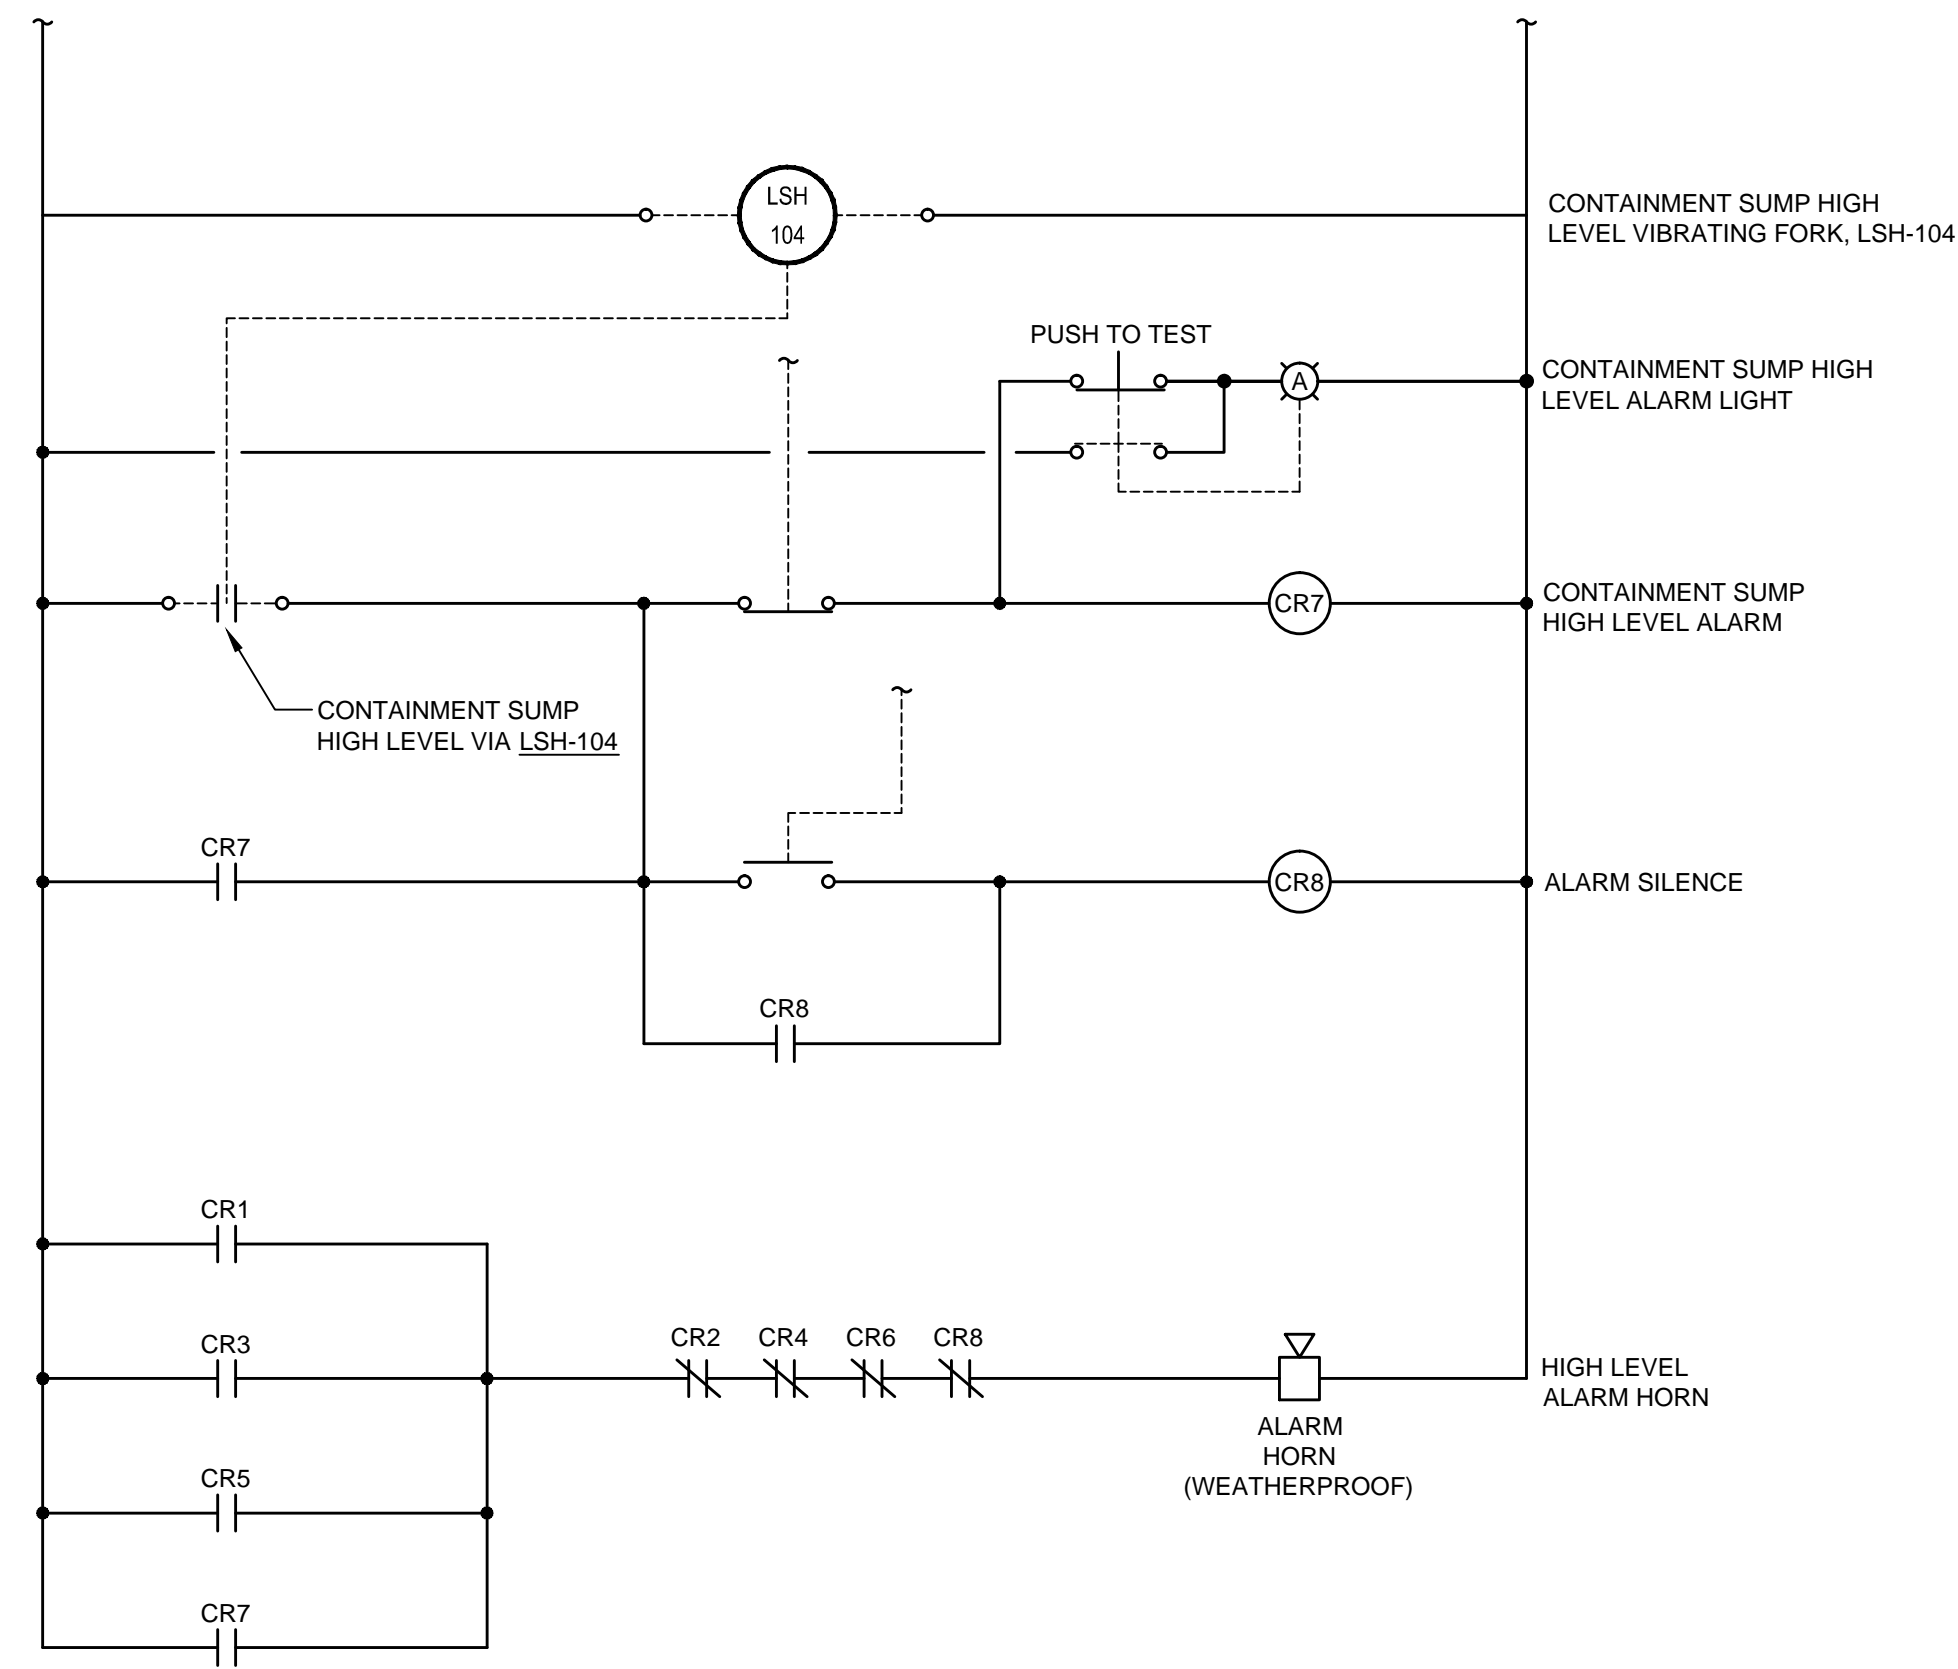 LSH
104
CONTAINMENT SUMP HIGH
LEVEL VIBRATING FORK, LSH-104
PUSH TO TEST
A
CONTAINMENT SUMP HIGH
LEVEL ALARM LIGHT
CR7
CONTAINMENT SUMP
HIGH LEVEL ALARM
CONTAINMENT SUMP
HIGH LEVEL VIA LSH-104
CR7
CR8
ALARM SILENCE
CR8
CR1
CR3
CR2
CR4
CR6
CR8
HIGH LEVEL
ALARM HORN
ALARM
HORN
(WEATHERPROOF)
CR5
CR7